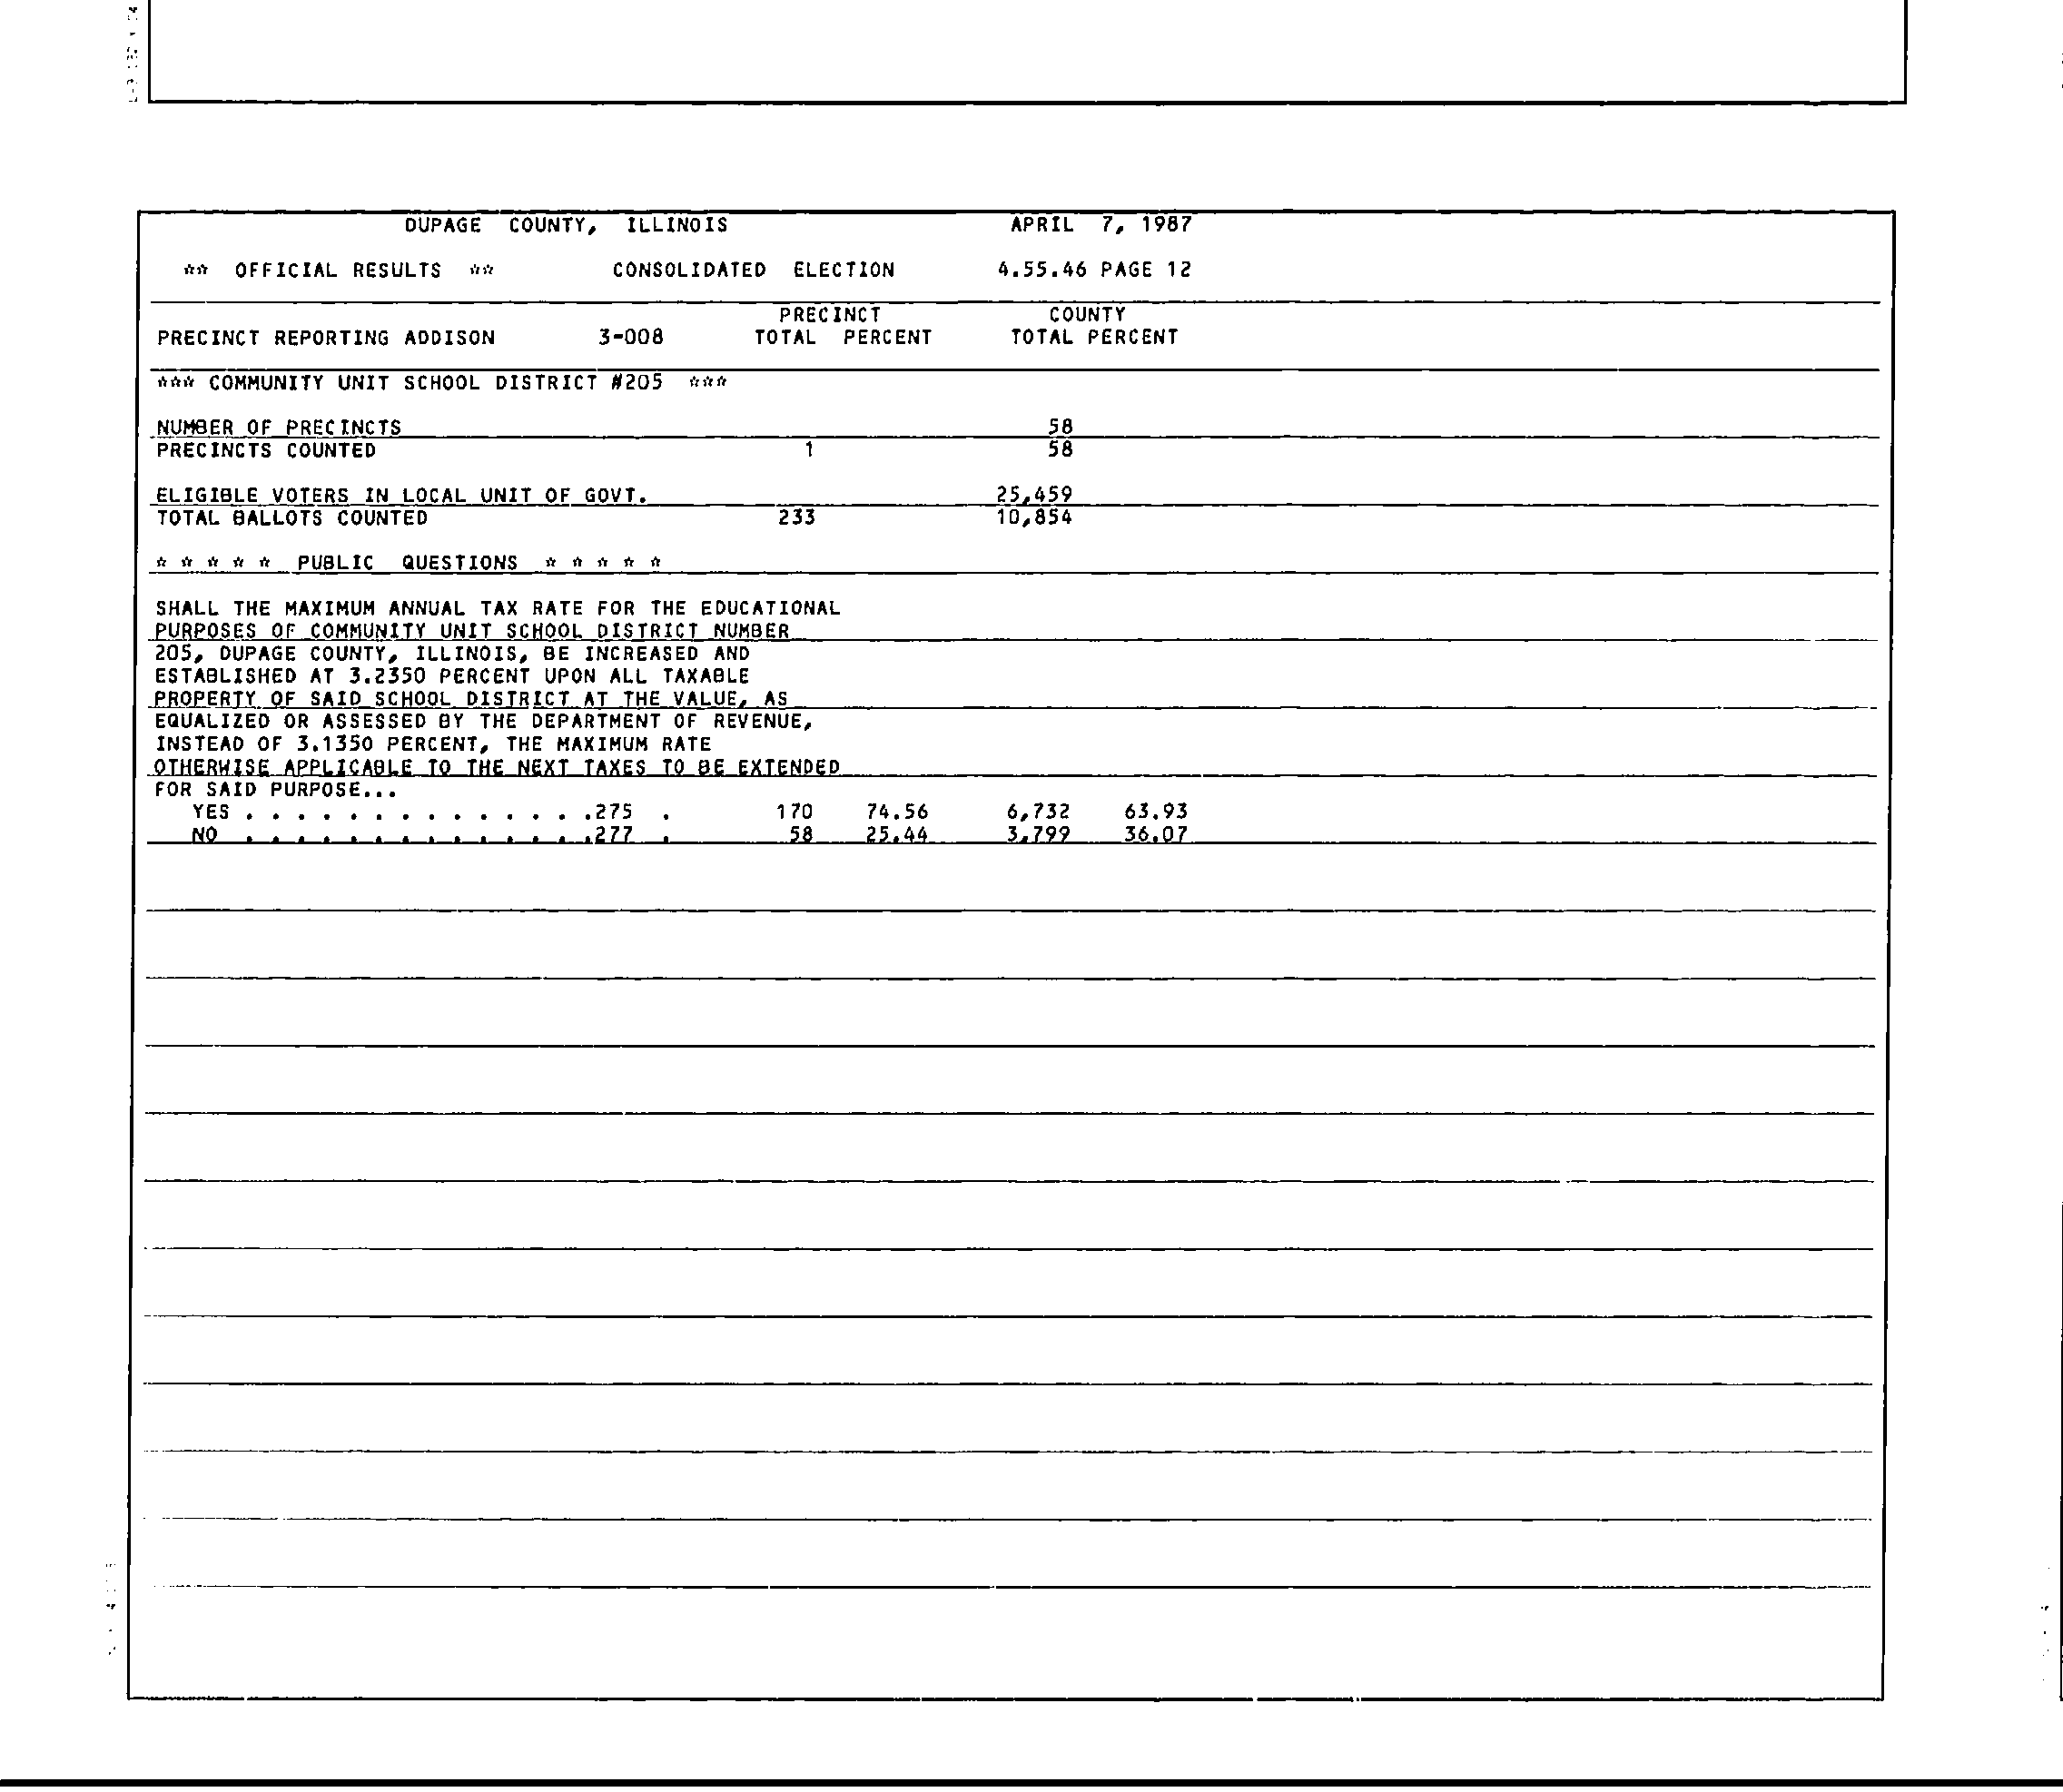 DUPAGE COUNTY, ILLINOIS APRIL 7, 1987
** OFFICIAL RESULTS ** CONSOLIDATED ELECTION 4.55.46 PAGE 12
PRECINCT COUNTY
PRECINCT REPORTING ADDISON 3-008 TOTAL PERCENT TOTAL PERCENT
*** COMMUNITY UNIT SCHOOL DISTRICT #205 ***
NUMBER OF PRECINCTS 58
PRECINCTS COUNTED 1 58
ELIGIBLE VOTERS IN LOCAL UNIT OF GOVT. 25,459
TOTAL BALLOTS COUNTED 233 10,854
* * * * * PUBLIC QUESTIONS * * * * *
SHALL THE MAXIMUM ANNUAL TAX RATE FOR THE EDUCATIONAL
PURPOSES OF COMMUNITY UNIT SCHOOL DISTRICT NUMBER
205, DUPAGE COUNTY, ILLINOIS, BE INCREASED AND
ESTABLISHED AT 3.2350 PERCENT UPON ALL TAXABLE
PROPERTY OF SAID SCHOOL DISTRICT AT THE VALUE, AS
EQUALIZED OR ASSESSED BY THE DEPARTMENT OF REVENUE,
INSTEAD OF 3.1350 PERCENT, THE MAXIMUM RATE
OTHERWISE APPLICABLE TO THE NEXT TAXES TO BE EXTENDED
FOR SAID PURPOSE...
YES . . . . . . . . . . . . . .275 . 170 74.56 6,732 63.93
NO . . . . . . . . . . . . . .277 . 58 25.44 3,799 36.07